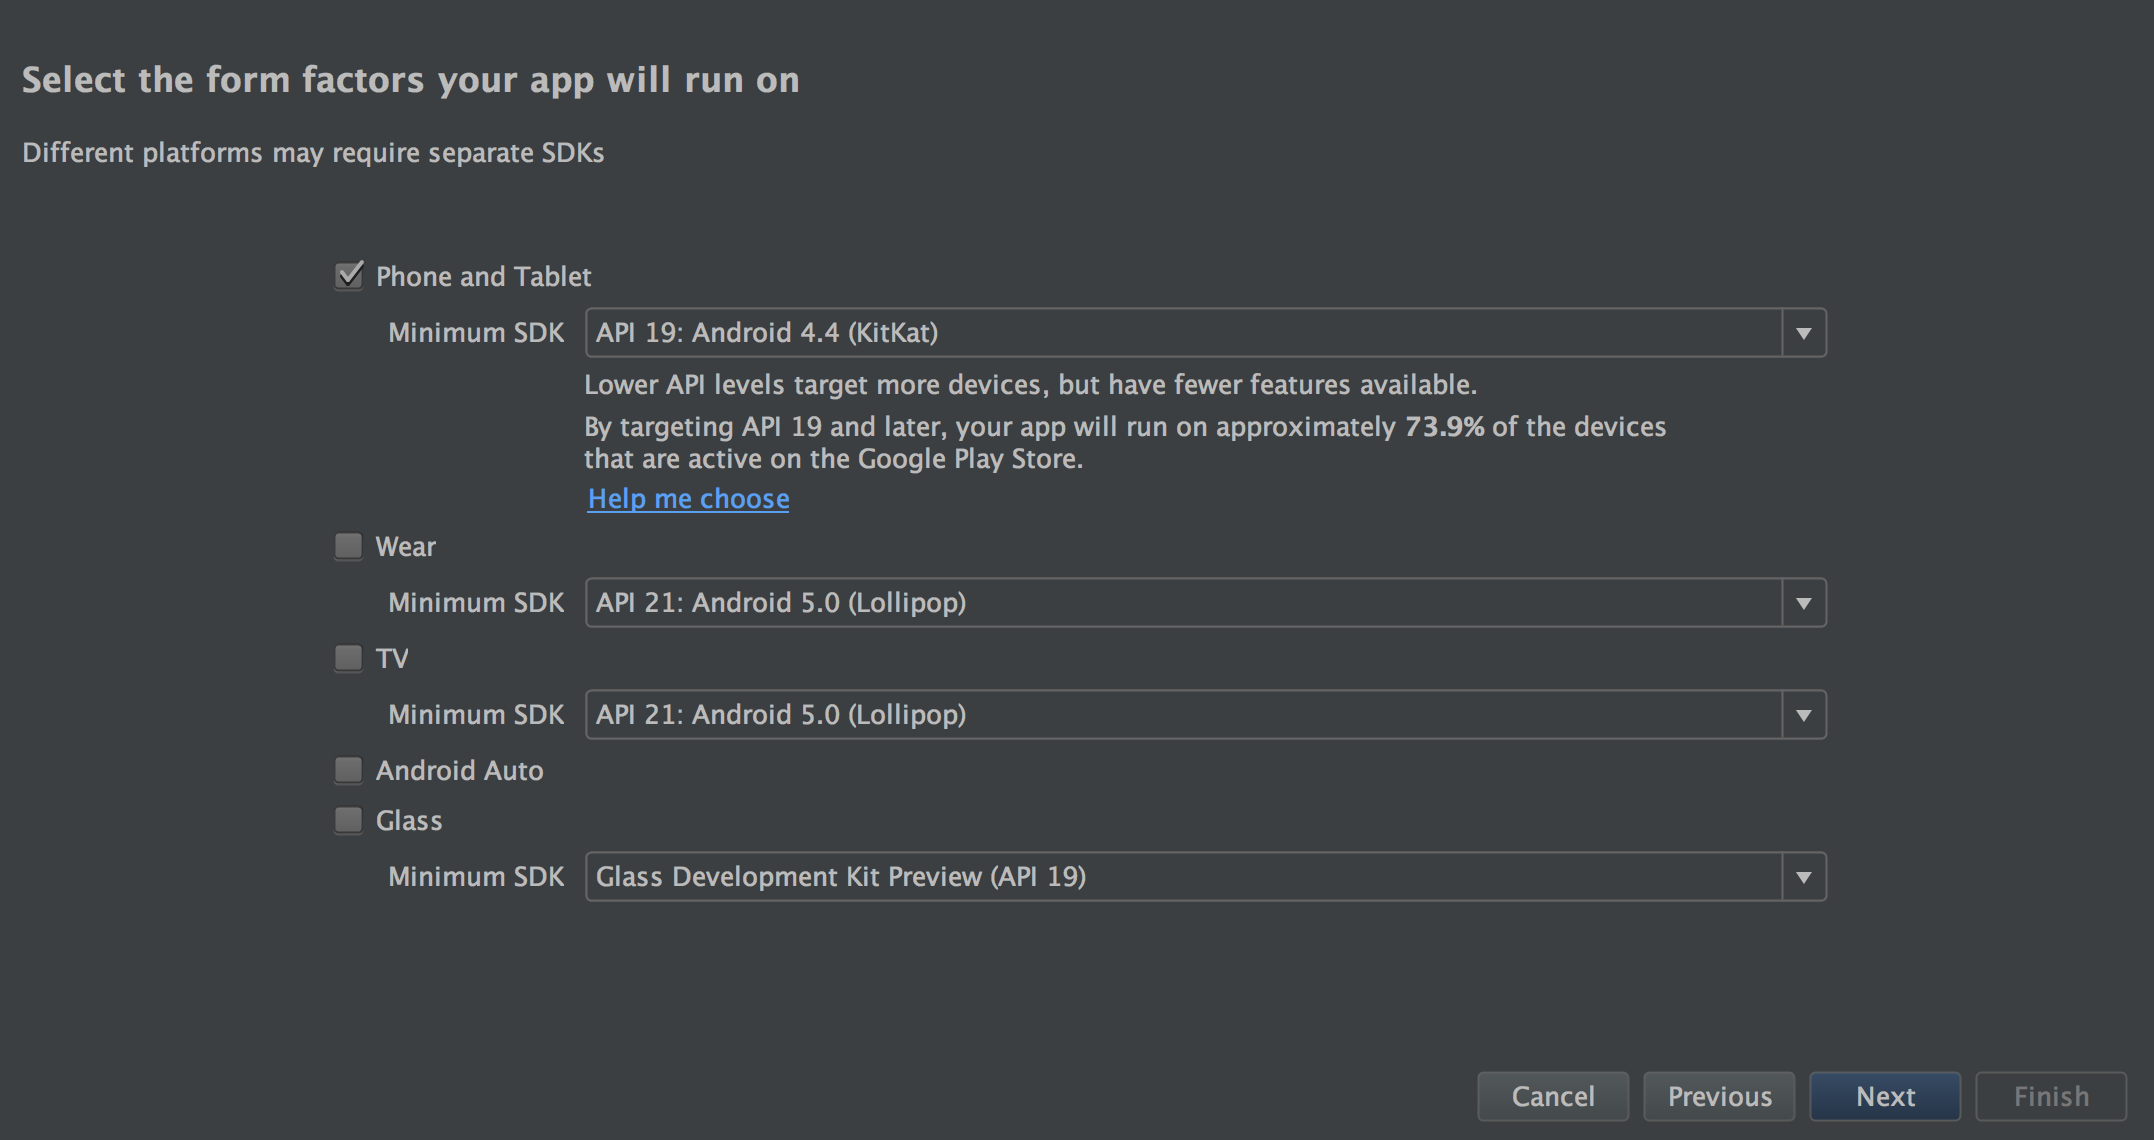 Select the form factors your app will run on
Different platforms may require separate SDKs
Phone and Tablet
Minimum SDK API 19: Android 4.4 (KitKat)
Lower API levels target more devices, but have fewer features available.
By targeting API 19 and later, your app will run on approximately 73.9% of the devices
that are active on the Google Play Store.
Help me choose
Wear
Minimum SDK API 21: Android 5.0 (Lollipop)
TV
Minimum SDK API 21: Android 5.0 (Lollipop)
Android Auto
Glass
Minimum SDK Glass Development Kit Preview (API 19)
Cancel Previous Next Finish